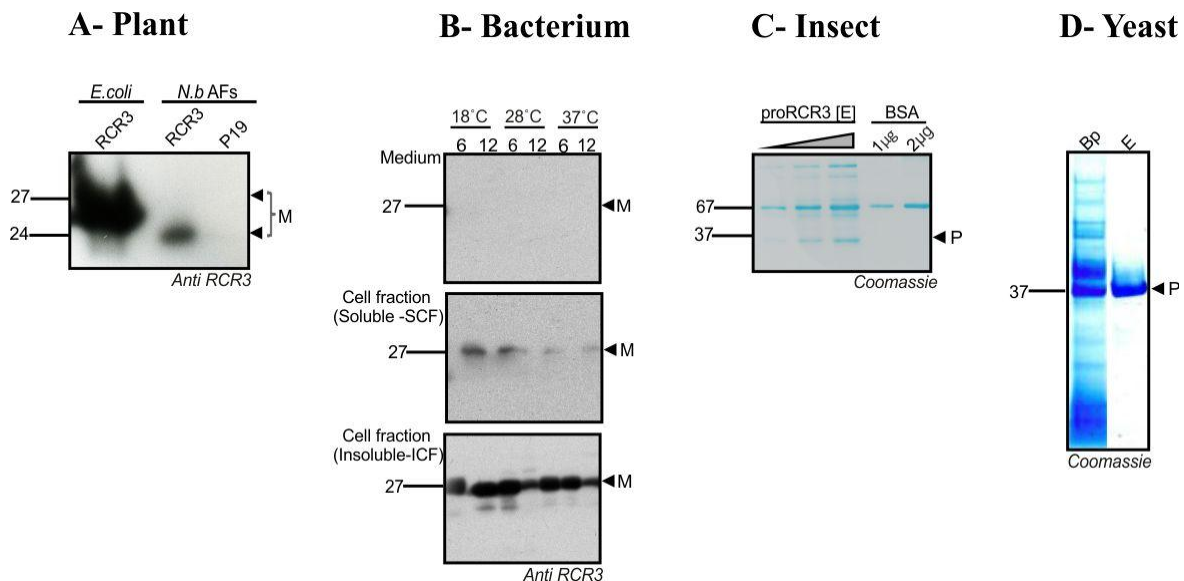 A- Plant
E.coli N.b AFs
RCR3 RCR3 P19
27
24
M
Anti RCR3
B- Bacterium
18°C 28°C 37°C
6 12 6 12 6 12
Medium
27 M
Cell fraction
(Soluble -SCF)
27 M
Cell fraction
(Insoluble-ICF)
27 M
Anti RCR3
C- Insect
proRCR3 [E] BSA
1µg 2µg
67
37 P
Coomassie
D- Yeast
Bp E
37 P
Coomassie